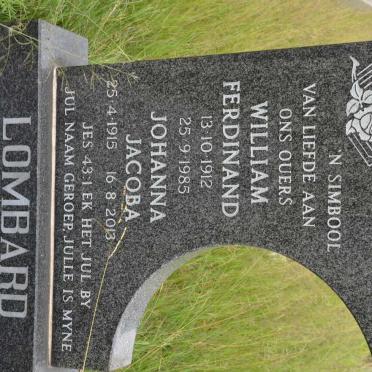 'N SIMBOOL
VAN LIEFDE AAN
ONS OUERS
WILLIAM
FERDINAND
13·10·1912
25·9·1985
JOHANNA
JACOBA
25·4·1915 16·8·2013
JES 43:1 EK HET JUL BY
JUL NAAM GEROEP, JULLE IS MYNE
LOMBARD